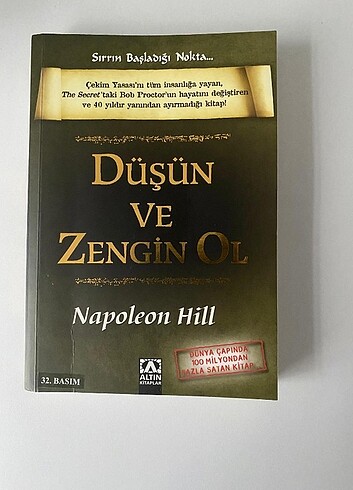 Sırrın Başladığı Nokta...
Çekim Yasası'nı tüm insanlığa yayan,
The Secret'taki Bob Proctor'un hayatını değiştiren
ve 40 yıldır yanından ayırmadığı kitap!
DÜŞÜN
VE
ZENGİN OL
Napoleon Hill
DÜNYA ÇAPINDA
100 MİLYONDAN
FAZLA SATAN KİTAP...
ALTIN
KİTAPLAR
32. BASIM